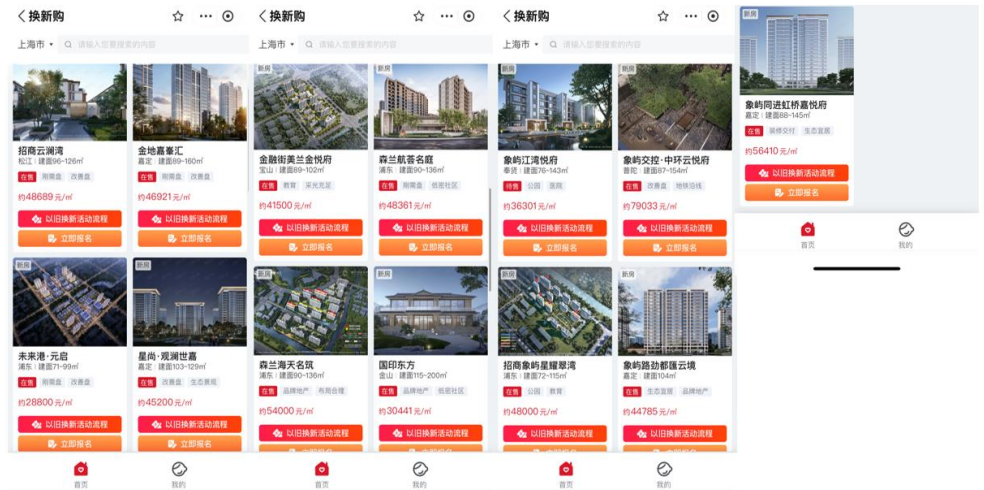 换新购
上海市
请输入您要搜索的内容
招商云澜湾
松江 | 建面96-126㎡
在售 刚需盘 改善盘
约48689 元/㎡
以旧换新活动流程
立即报名
金地嘉峯汇
嘉定 | 建面89-160㎡
在售 刚需盘 改善盘
约46921 元/㎡
以旧换新活动流程
立即报名
新房
未来港·元启
浦东 | 建面71-99㎡
在售 刚需盘 改善盘
约28800 元/㎡
以旧换新活动流程
立即报名
新房
星尚·观澜世嘉
嘉定 | 建面103-129㎡
在售 改善盘 生态景观
约45200 元/㎡
以旧换新活动流程
立即报名
首页
我的
换新购
上海市
请输入您要搜索的内容
新房
金融街美兰金悦府
宝山 | 建面89-102㎡
在售 教育 采光充足
约41500 元/㎡
以旧换新活动流程
立即报名
新房
森兰航荟名庭
浦东 | 建面90-136㎡
在售 刚需盘 低密社区
约48361 元/㎡
以旧换新活动流程
立即报名
新房
森兰海天名筑
浦东 | 建面90-136㎡
在售 品牌地产 布局合理
约54000 元/㎡
以旧换新活动流程
新房
国印东方
金山 | 建面115-200㎡
在售 品牌地产 低密社区
约30441 元/㎡
以旧换新活动流程
首页
我的
换新购
上海市
请输入您要搜索的内容
新房
象屿江湾悦府
奉贤 | 建面76-143㎡
待售 公园 医院
约36301 元/㎡
以旧换新活动流程
立即报名
新房
象屿交控·中环云悦府
普陀 | 建面87-154㎡
在售 改善盘 地铁沿线
约79033 元/㎡
以旧换新活动流程
立即报名
新房
招商象屿星耀翠湾
浦东 | 建面72-115㎡
在售 公园 教育
约48000 元/㎡
以旧换新活动流程
新房
象屿路劲都匯云境
嘉定 | 建面104㎡
在售 生态宜居 品牌地产
约44785 元/㎡
以旧换新活动流程
首页
我的
新房
象屿同进虹桥嘉悦府
嘉定 | 建面88-145㎡
在售 装修交付 生态宜居
约56410 元/㎡
以旧换新活动流程
立即报名
首页
我的